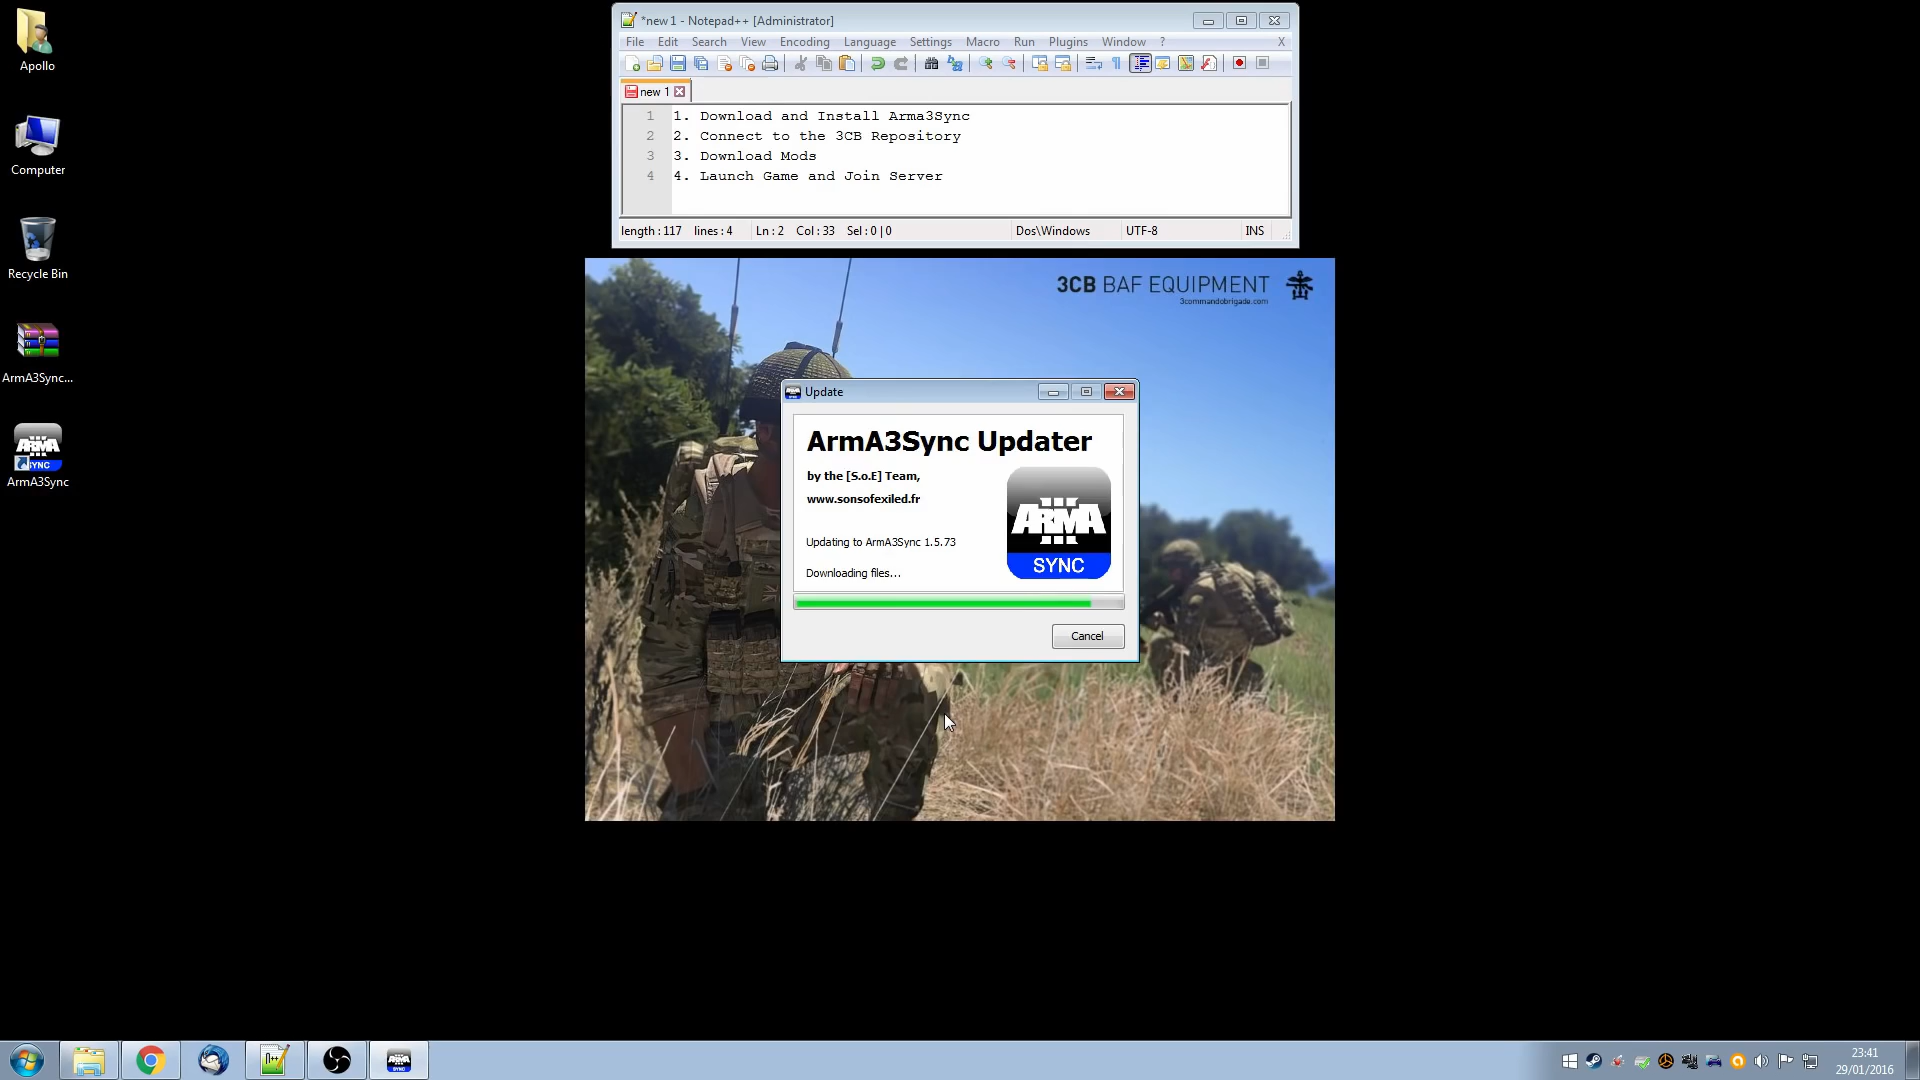 Apollo
Computer
Recycle Bin
ArmA3Sync...
ARMA
SYNC
ArmA3Sync
*new 1 - Notepad++ [Administrator]
File Edit Search View Encoding Language Settings Macro Run Plugins Window ? X
new 1
1 1. Download and Install Arma3Sync
2 2. Connect to the 3CB Repository
3 3. Download Mods
4 4. Launch Game and Join Server
length : 117 lines : 4 Ln : 2 Col : 33 Sel : 0 | 0 Dos\Windows UTF-8 INS
3CB BAF EQUIPMENT
3commandobrigade.com
Update
ArmA3Sync Updater
by the [S.o.E] Team,
www.sonsofexiled.fr
Updating to ArmA3Sync 1.5.73
Downloading files...
ARMA
III
SYNC
Cancel
23:41
29/01/2016